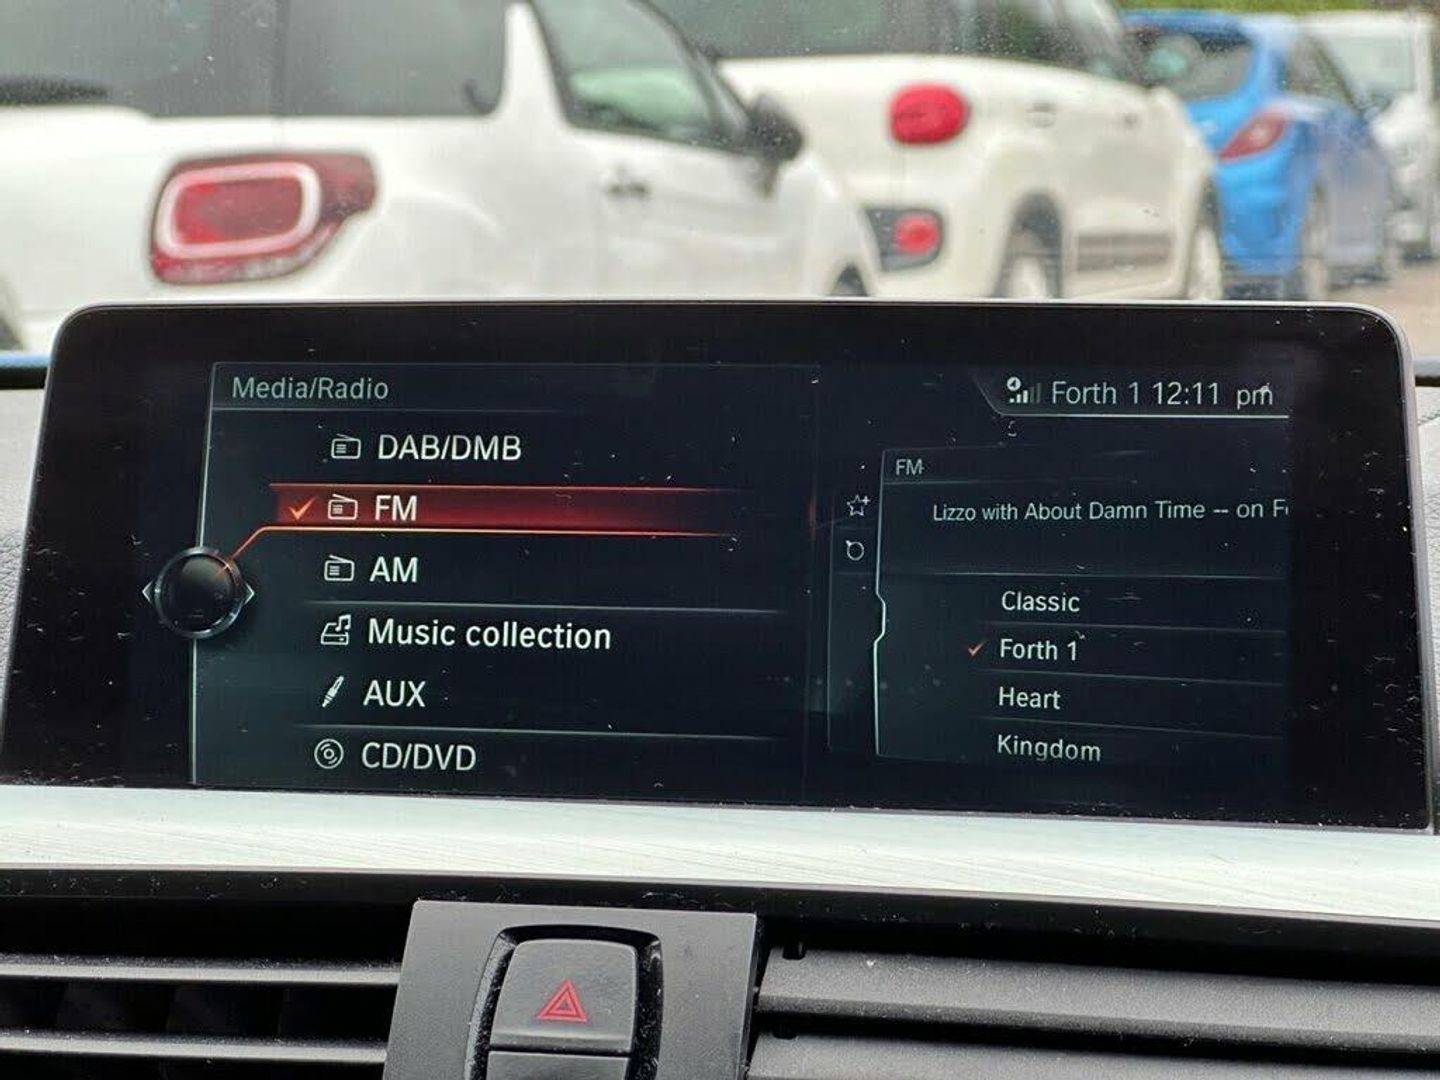 Media/Radio
Forth 1 12:11 pm
DAB/DMB
FM
AM
Music collection
AUX
CD/DVD
FM
Lizzo with About Damn Time -- on F
Classic
Forth 1
Heart
Kingdom